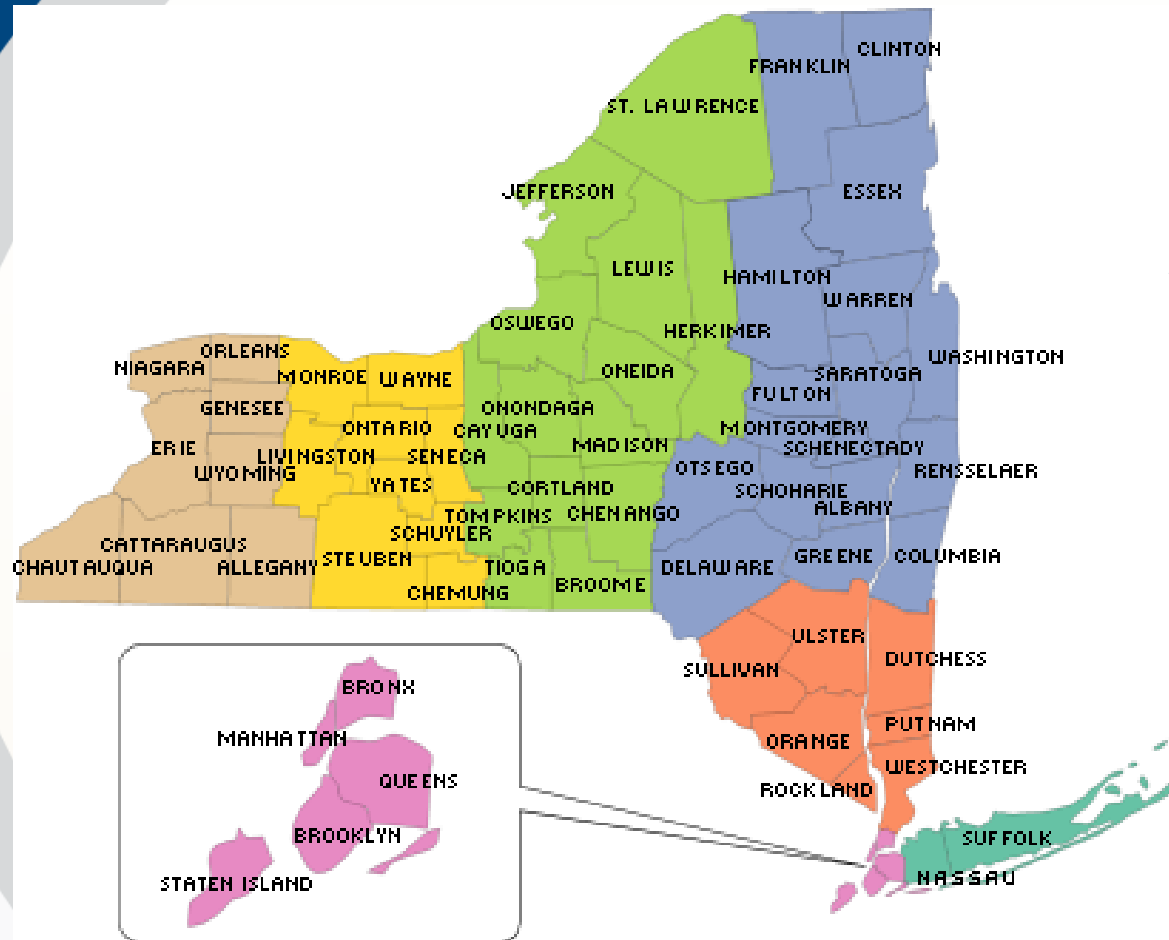 CLINTON
FRANKLIN
ST. LAWRENCE
JEFFERSON
ESSEX
LEWIS
HAMILTON
WARREN
OSWEGO
HERKIMER
ORLEANS
NIAGARA
MONROE
WAYNE
ONEIDA
SARATOGA
WASHINGTON
FULTON
GENESEE
ONONDAGA
ONTARIO
CAYUGA
MONTGOMERY
ERIE
MADISON
SCHENECTADY
LIVINGSTON
SENECA
WYOMING
OTSEGO
RENSSELAER
YATES
CORTLAND
SCHOHARIE
TOMPKINS
CHENANGO
ALBANY
SCHUYLER
CATTARAUGUS
STEUBEN
GREENE
COLUMBIA
CHAUTAUQUA
ALLEGANY
TIOGA
DELAWARE
BROOME
CHEMUNG
ULSTER
DUTCHESS
SULLIVAN
BRONX
PUTNAM
MANHATTAN
ORANGE
WESTCHESTER
QUEENS
ROCKLAND
BROOKLYN
SUFFOLK
STATEN ISLAND
NASSAU